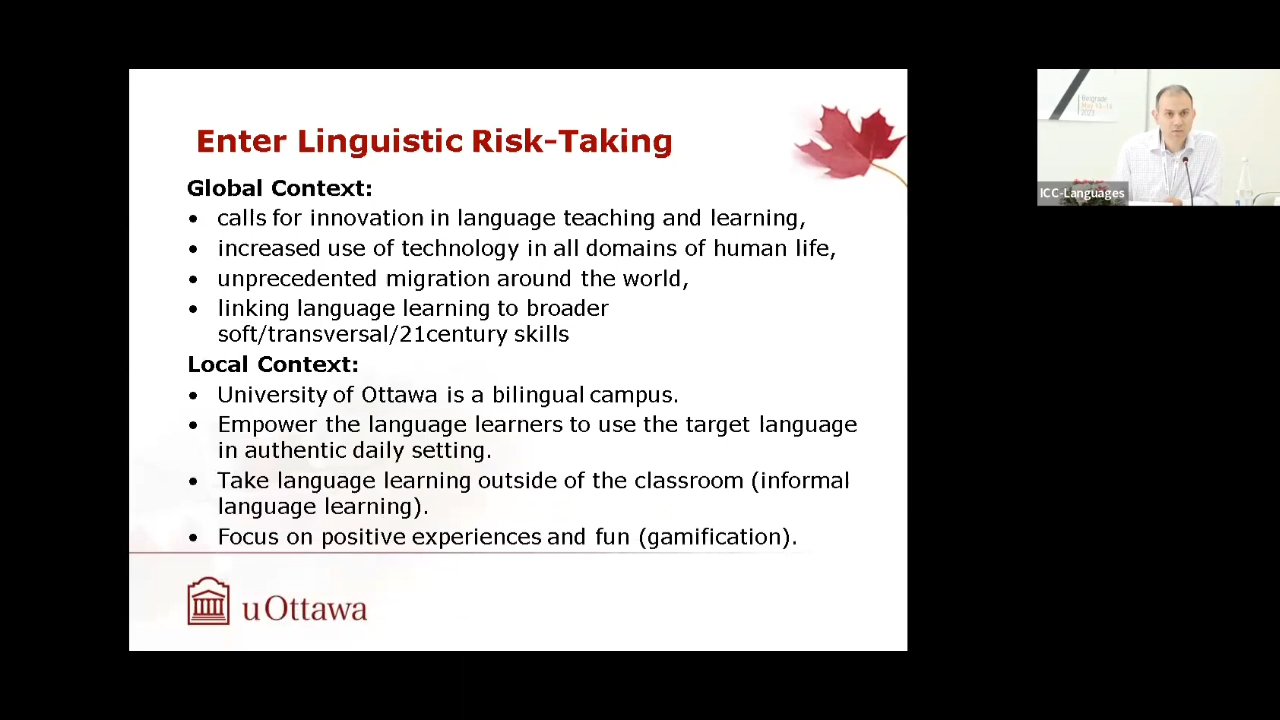 Enter Linguistic Risk-Taking
Global Context:
• calls for innovation in language teaching and learning,
• increased use of technology in all domains of human life,
• unprecedented migration around the world,
• linking language learning to broader
soft/transversal/21century skills
Local Context:
• University of Ottawa is a bilingual campus.
• Empower the language learners to use the target language
in authentic daily setting.
• Take language learning outside of the classroom (informal
language learning).
• Focus on positive experiences and fun (gamification).
uOttawa
Belgrade
2023
ICC-Languages